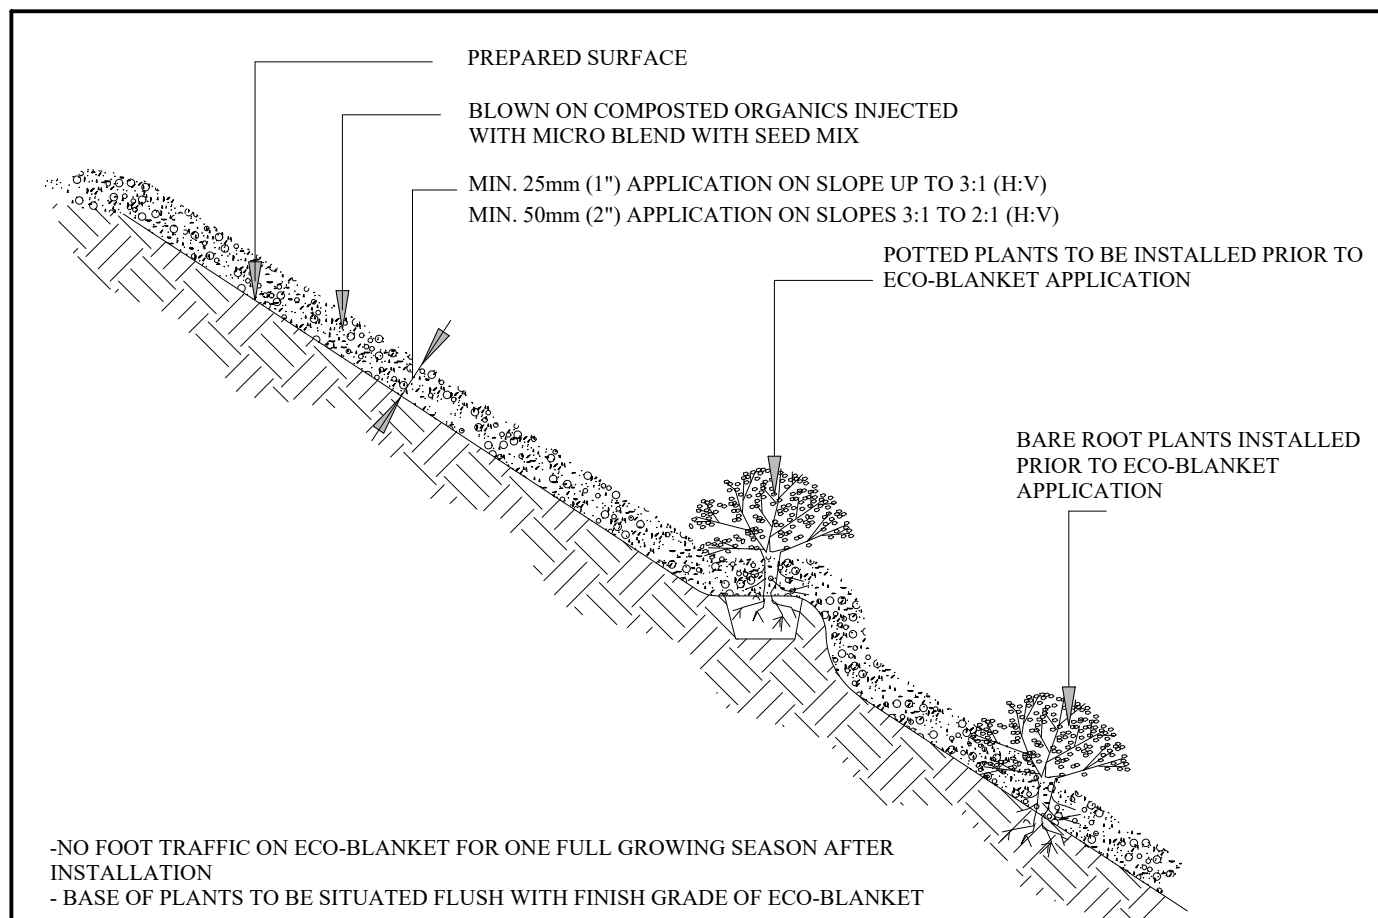 PREPARED SURFACE
BLOWN ON COMPOSTED ORGANICS INJECTED
WITH MICRO BLEND WITH SEED MIX
MIN. 25mm (1") APPLICATION ON SLOPE UP TO 3:1 (H:V)
MIN. 50mm (2") APPLICATION ON SLOPES 3:1 TO 2:1 (H:V)
POTTED PLANTS TO BE INSTALLED PRIOR TO
ECO-BLANKET APPLICATION
BARE ROOT PLANTS INSTALLED
PRIOR TO ECO-BLANKET
APPLICATION
-NO FOOT TRAFFIC ON ECO-BLANKET FOR ONE FULL GROWING SEASON AFTER
INSTALLATION
- BASE OF PLANTS TO BE SITUATED FLUSH WITH FINISH GRADE OF ECO-BLANKET